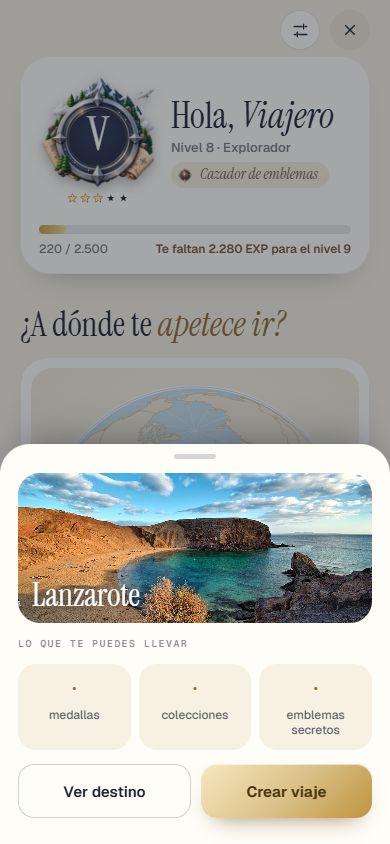 V
Hola, Viajero
Nivel 8 · Explorador
Cazador de emblemas
220 / 2.500
Te faltan 2.280 EXP para el nivel 9
¿A dónde te apetece ir?
Lanzarote
LO QUE TE PUEDES LLEVAR
· · ·
medallas
colecciones
emblemas
secretos
Ver destino
Crear viaje